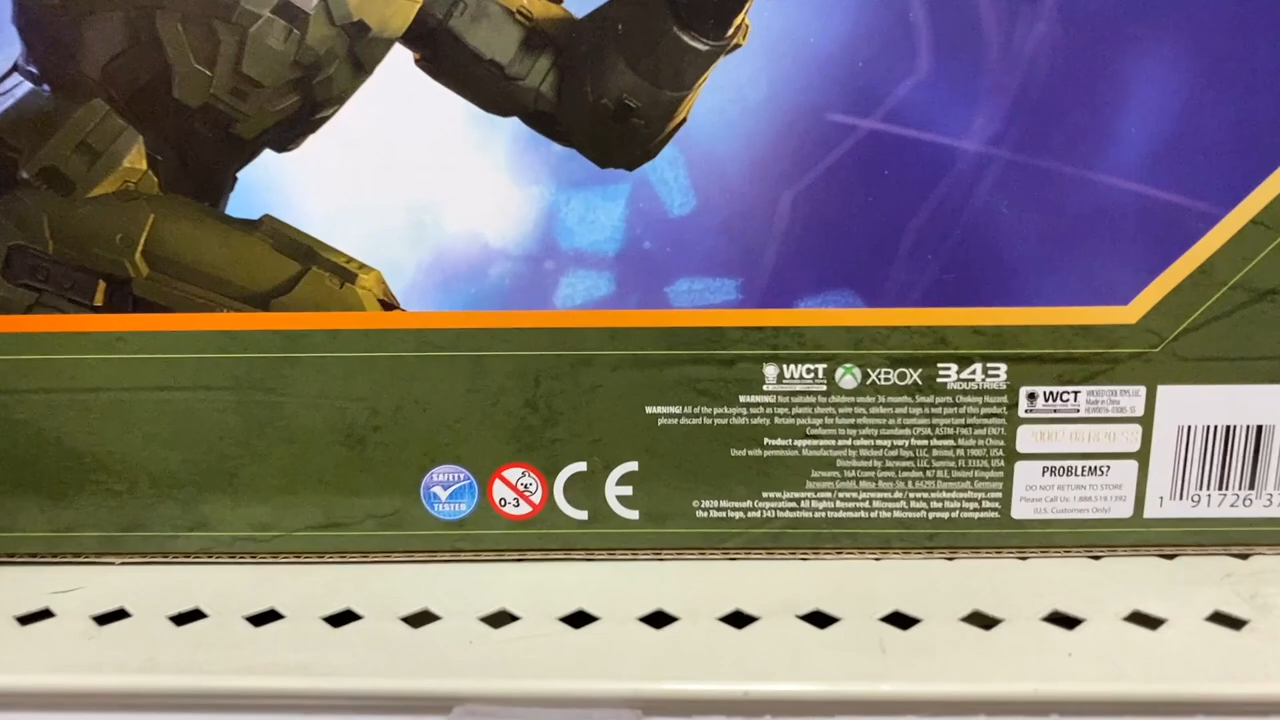 WCT XBOX 343 INDUSTRIES
WARNING! Not suitable for children under 36 months, Small parts. Choking Hazard.
WARNING! All of the packaging, such as tape, plastic sheets, wire ties, stickers and tags is not part of this product,
please discard for your child's safety. Retain package for future reference as it contains important information.
Conforms to toy safety standards CPSIA, ASTM-F963 and EN71.
Product appearance and colors may vary from shown. Made in China.
Used with permission. Manufactured by: Wicked Cool Toys, LLC, Bristol, PA 19007, USA.
Distributed by: Jazwares, LLC, Sunrise, FL 33326, USA
Jazwares, 16A Crane Grove, London, N7 8LE, United Kingdom
Jazwares GmbH, Mina-Rees-Str. 8, 64295 Darmstadt, Germany
www.jazwares.com / www.jazwares.de / www.wickedcooltoys.com
© 2020 Microsoft Corporation. All Rights Reserved. Microsoft, Halo, the Halo logo, Xbox,
the Xbox logo, and 343 Industries are trademarks of the Microsoft group of companies.
SAFETY
TESTED
0-3
CE
WCT
WICKED COOL TOYS, LLC.
Made in China
PROBLEMS?
DO NOT RETURN TO STORE
Please Call Us: 1.888.519.1392
(U.S. Customers Only)
1 91726 3